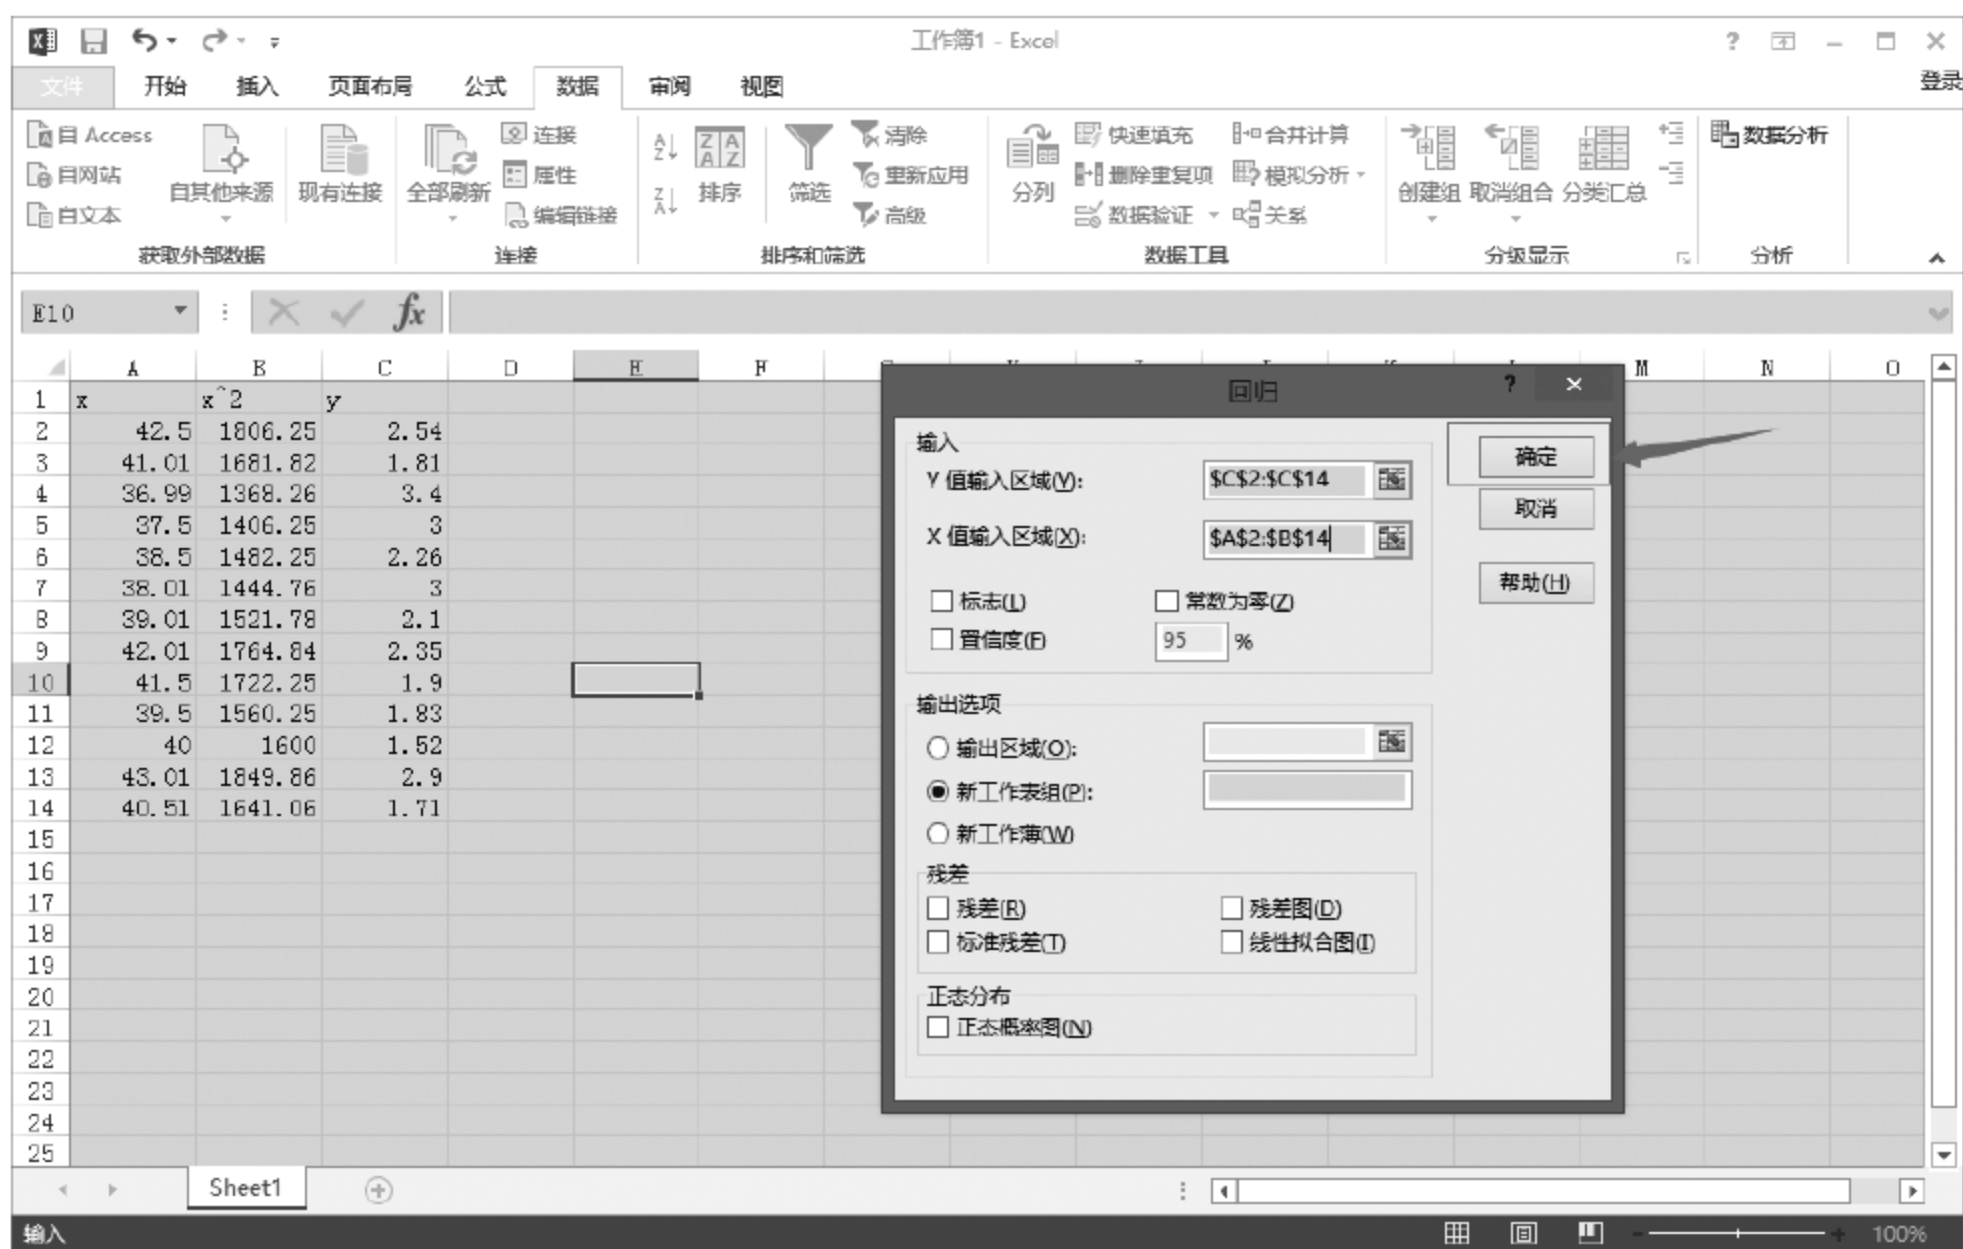 工作簿1 - Excel
?
登录
文件 开始 插入 页面布局 公式 数据 审阅 视图
自 Access
自网站
自文本
自其他来源
现有连接
获取外部数据
全部刷新
连接
属性
编辑链接
连接
排序
筛选
清除
重新应用
高级
排序和筛选
分列
快速填充
删除重复项
数据验证
合并计算
模拟分析
关系
数据工具
创建组 取消组合 分类汇总
分级显示
数据分析
分析
E10
fx
A B C D E F M N O
1 x x^2 y
2 42.5 1806.25 2.54
3 41.01 1681.82 1.81
4 36.99 1368.26 3.4
5 37.5 1406.25 3
6 38.5 1482.25 2.26
7 38.01 1444.76 3
8 39.01 1521.78 2.1
9 42.01 1764.84 2.35
10 41.5 1722.25 1.9
11 39.5 1560.25 1.83
12 40 1600 1.52
13 43.01 1849.86 2.9
14 40.51 1641.06 1.71
15
16
17
18
19
20
21
22
23
24
25
回归
?
输入
Y 值输入区域(Y): $C$2:$C$14
X 值输入区域(X): $A$2:$B$14
标志(L) 常数为零(Z)
置信度(F) 95 %
输出选项
输出区域(O):
新工作表组(P):
新工作薄(W)
残差
残差(R) 残差图(D)
标准残差(T) 线性拟合图(I)
正态分布
正态概率图(N)
确定
取消
帮助(H)
Sheet1
输入
100%